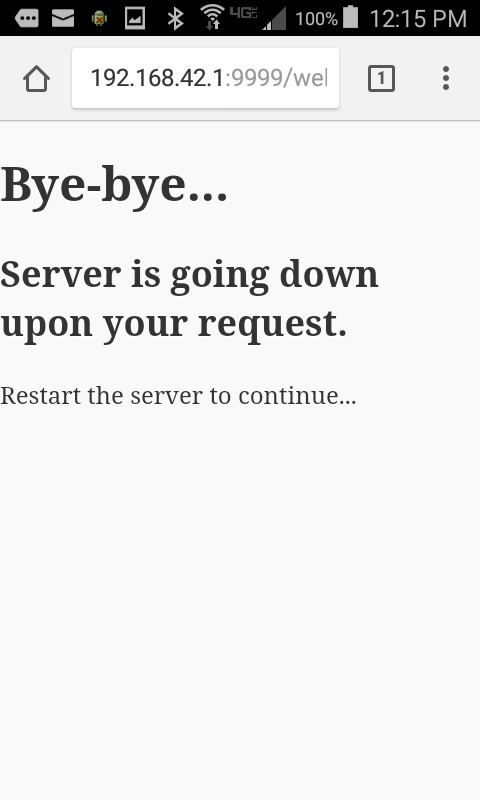 4G LTE 100% 12:15 PM
192.168.42.1:9999/wel
1
Bye-bye...
Server is going down
upon your request.
Restart the server to continue...